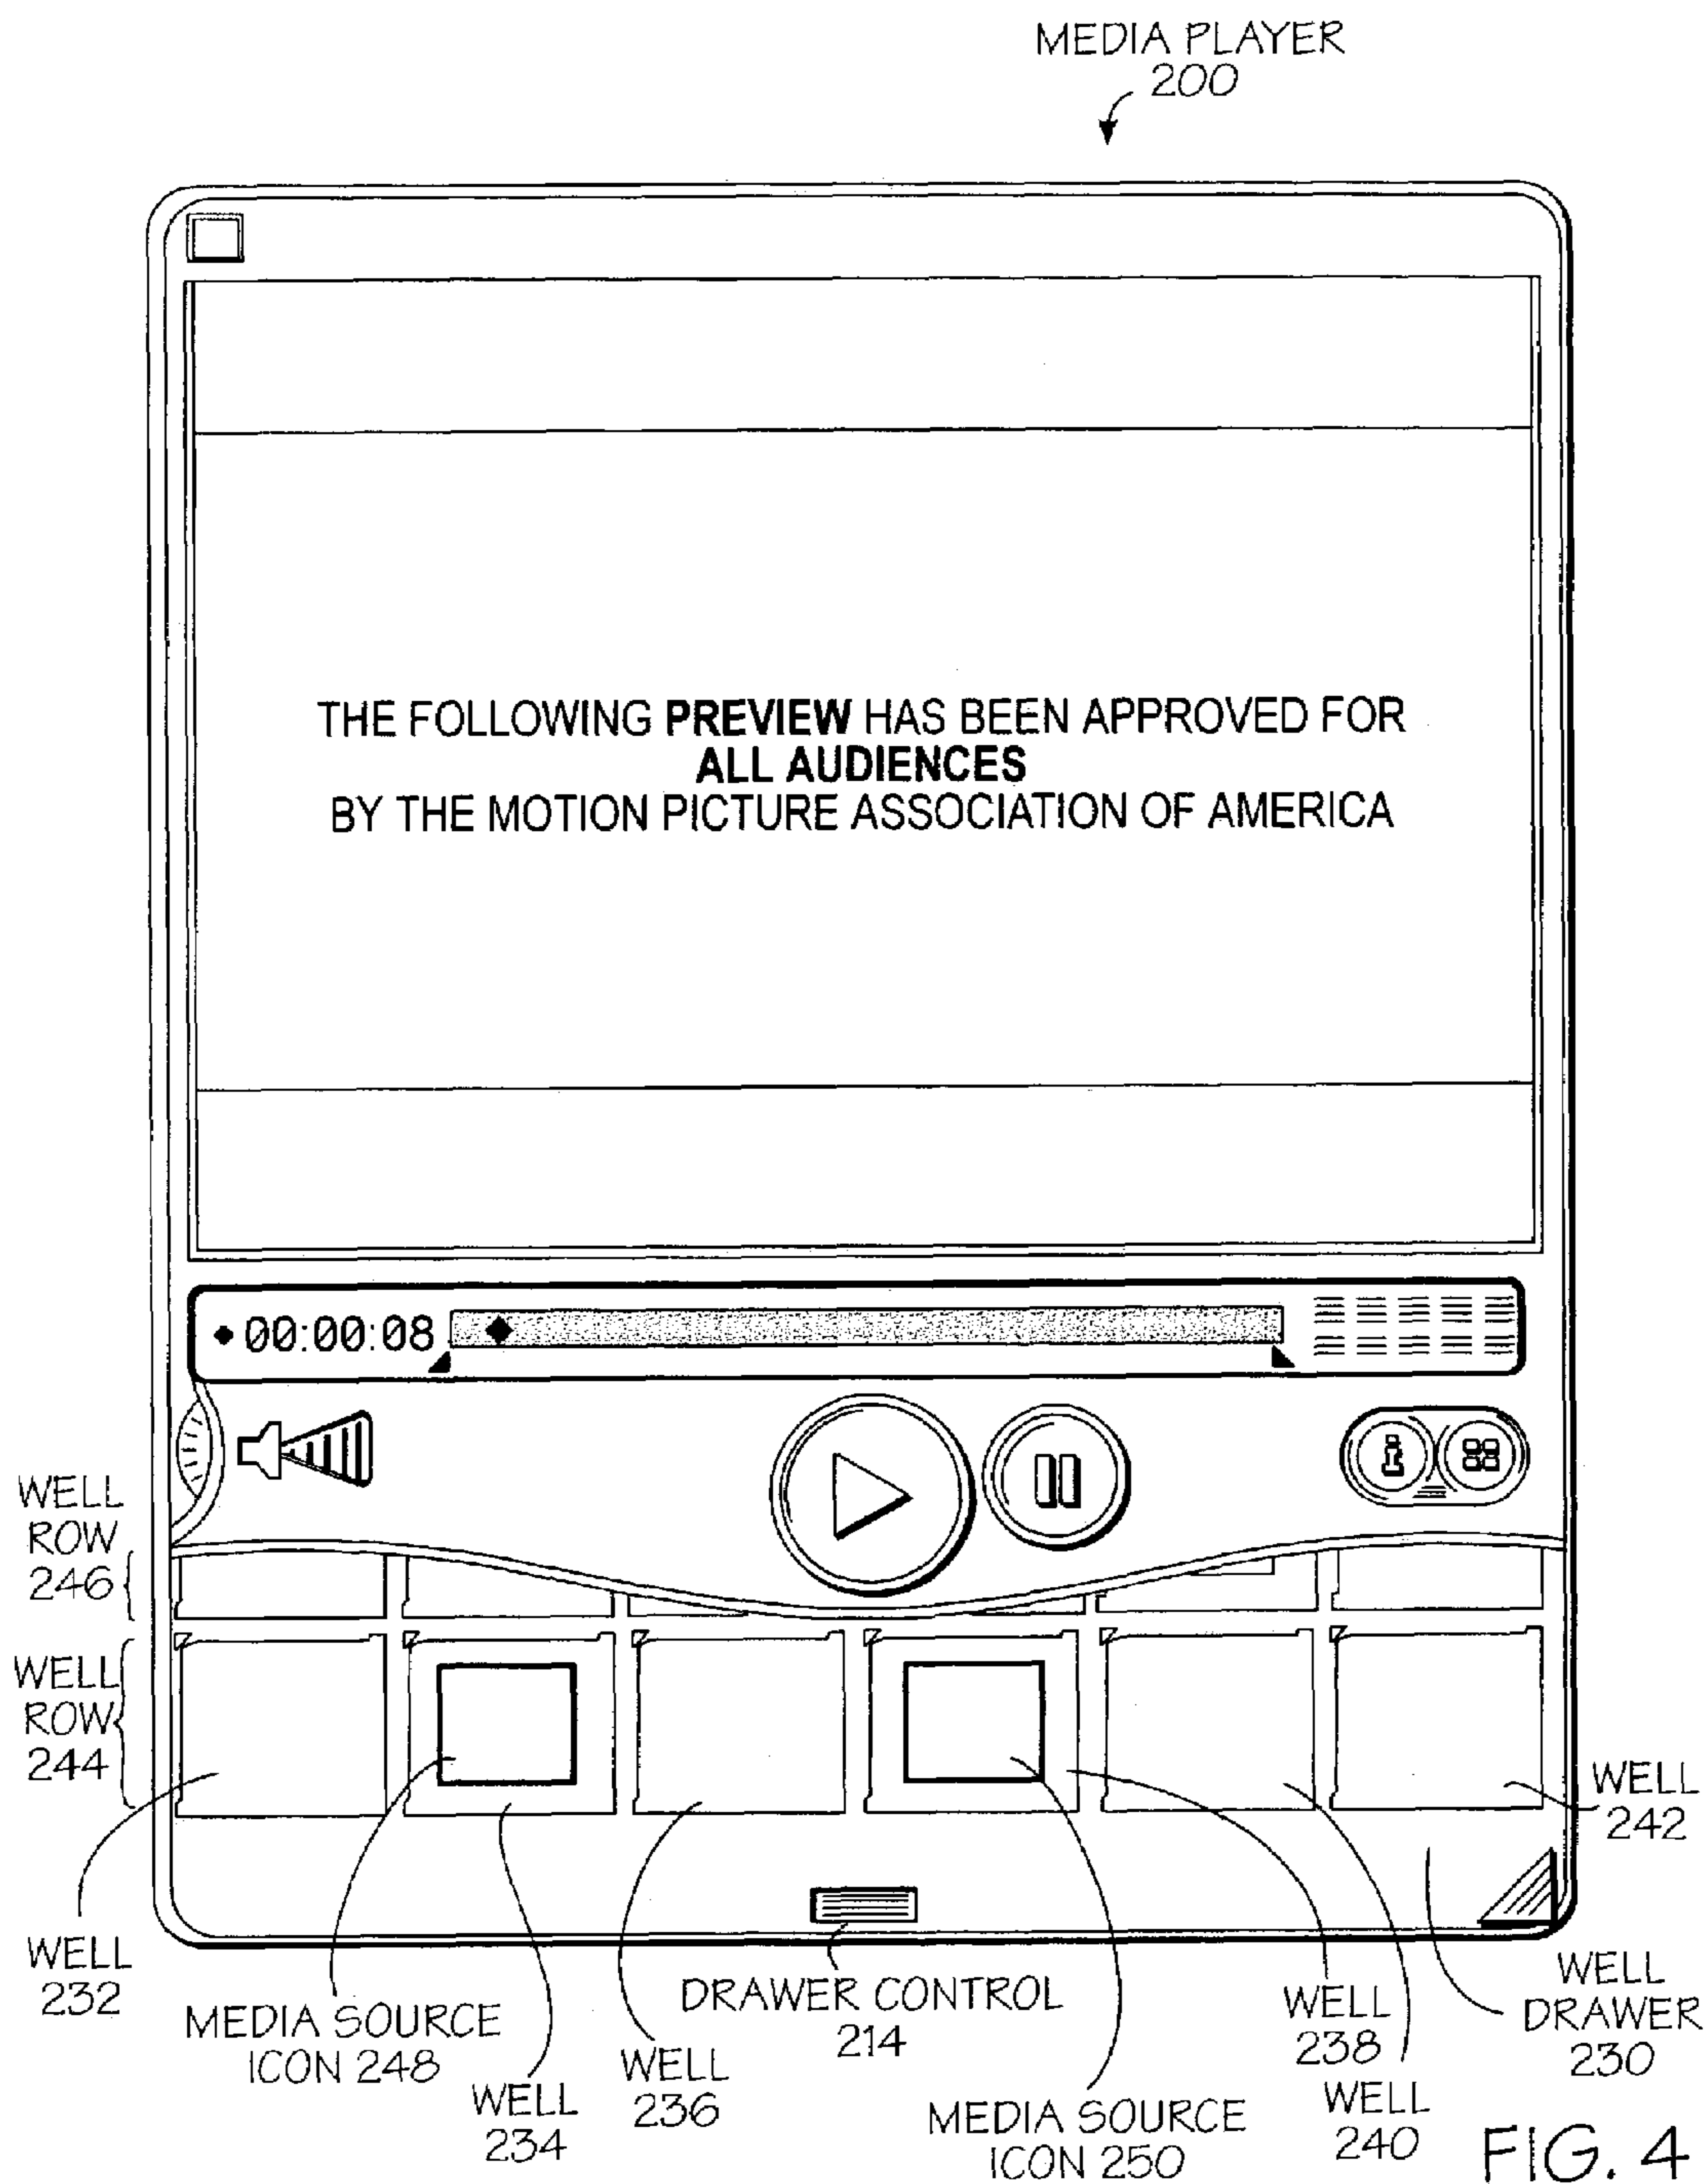 MEDIA PLAYER
200
THE FOLLOWING PREVIEW HAS BEEN APPROVED FOR
ALL AUDIENCES
BY THE MOTION PICTURE ASSOCIATION OF AMERICA
00:00:08
i
WELL
ROW
246
WELL
ROW
244
WELL
242
WELL
232
MEDIA SOURCE
ICON 248
WELL
234
WELL
236
DRAWER CONTROL
214
MEDIA SOURCE
ICON 250
WELL
238
WELL
240
WELL
DRAWER
230
FIG. 4